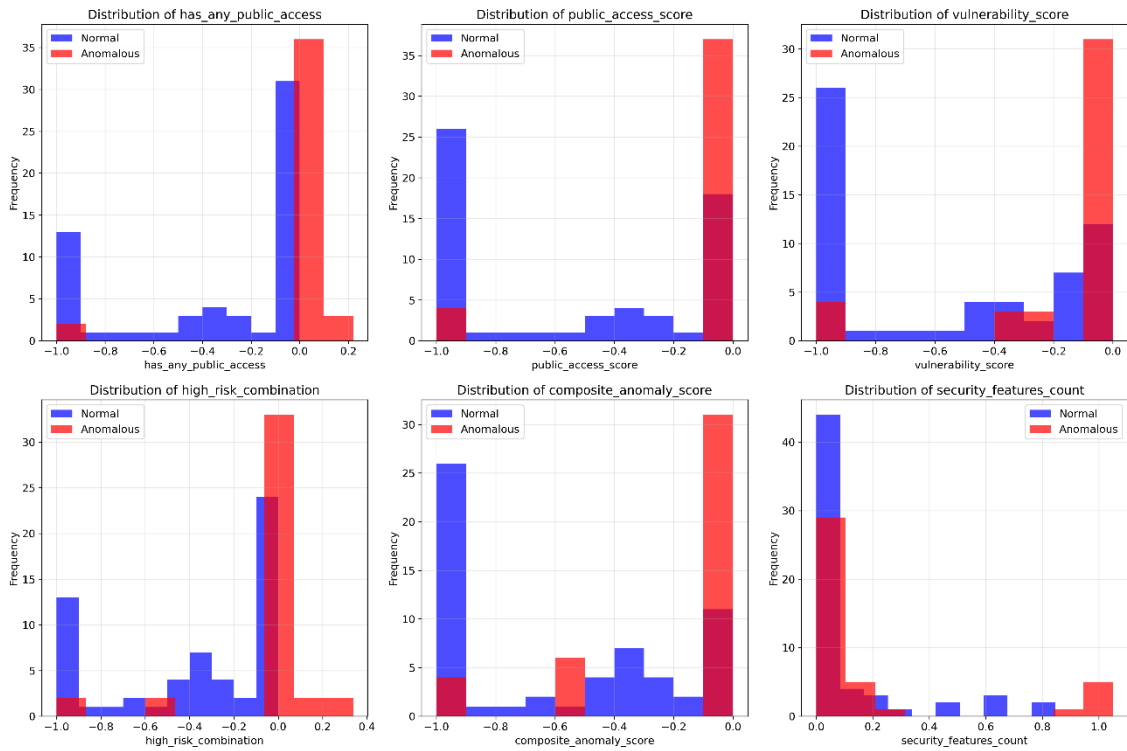 Distribution of has_any_public_access
Normal
Anomalous
Frequency
35
30
25
20
15
10
5
0
−1.0 −0.8 −0.6 −0.4 −0.2 0.0 0.2
has_any_public_access
Distribution of public_access_score
Normal
Anomalous
Frequency
35
30
25
20
15
10
5
0
−1.0 −0.8 −0.6 −0.4 −0.2 0.0
public_access_score
Distribution of vulnerability_score
Normal
Anomalous
Frequency
30
25
20
15
10
5
0
−1.0 −0.8 −0.6 −0.4 −0.2 0.0
vulnerability_score
Distribution of high_risk_combination
Normal
Anomalous
Frequency
30
25
20
15
10
5
0
−1.0 −0.8 −0.6 −0.4 −0.2 0.0 0.2 0.4
high_risk_combination
Distribution of composite_anomaly_score
Normal
Anomalous
Frequency
30
25
20
15
10
5
0
−1.0 −0.8 −0.6 −0.4 −0.2 0.0
composite_anomaly_score
Distribution of security_features_count
Normal
Anomalous
Frequency
40
30
20
10
0
0.0 0.2 0.4 0.6 0.8 1.0
security_features_count